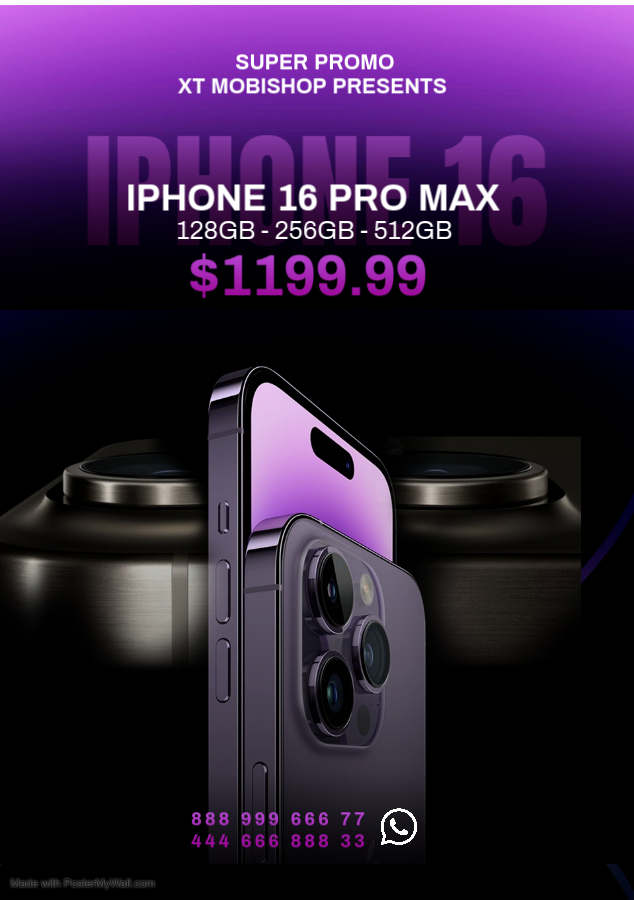 SUPER PROMO
XT MOBISHOP PRESENTS
IPHONE 16
IPHONE 16 PRO MAX
128GB - 256GB - 512GB
$1199.99
888 999 666 77
444 666 888 33
Made with PosterMyWall.com